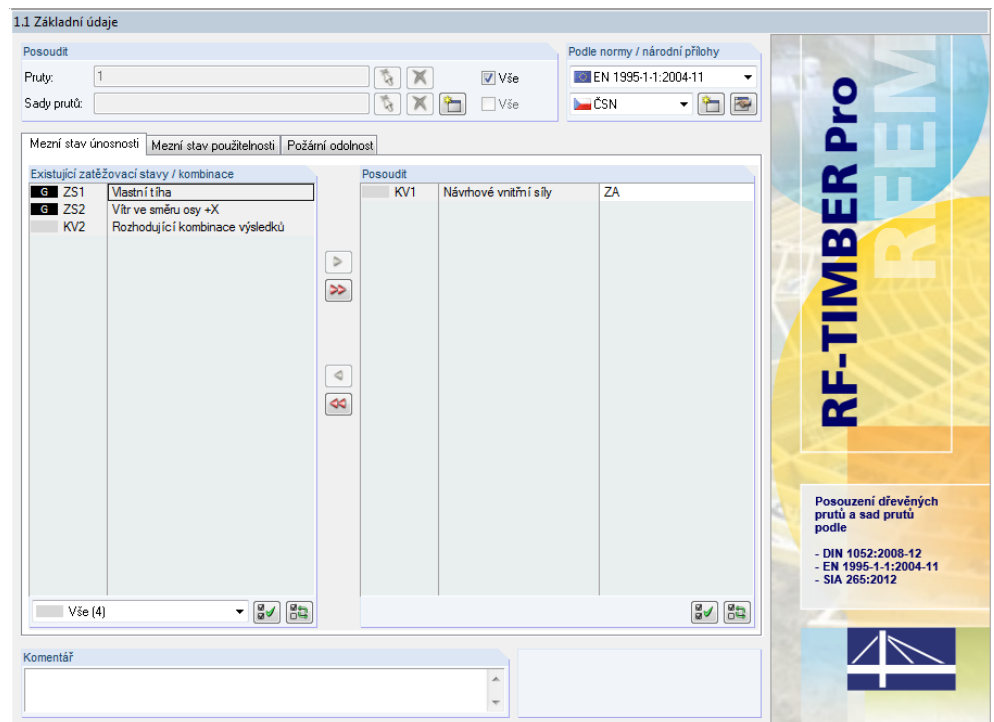 1.1 Základní údaje
Posoudit
Podle normy / národní přílohy
Pruty:
1
Vše
EN 1995-1-1:2004-11
Sady prutů:
Vše
ČSN
Mezní stav únosnosti
Mezní stav použitelnosti
Požární odolnost
Existující zatěžovací stavy / kombinace
Posoudit
G ZS1 Vlastní tíha
G ZS2 Vítr ve směru osy +X
KV2 Rozhodující kombinace výsledků
KV1 Návrhové vnitřní síly ZA
Vše (4)
Komentář
RF-TIMBER Pro
RFEM
Posouzení dřevěných
prutů a sad prutů
podle
- DIN 1052:2008-12
- EN 1995-1-1:2004-11
- SIA 265:2012